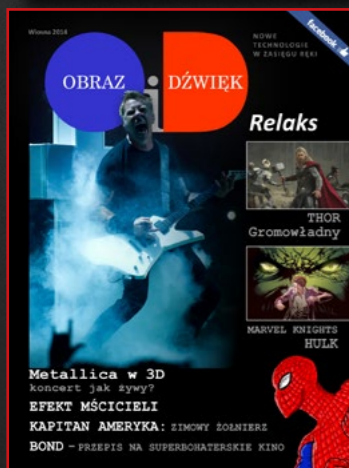 Wiosna 2014
facebook
NOWE
TECHNOLOGIE
W ZASIĘGU RĘKI
OBRAZ
i
DŹWIĘK
Relaks
THOR
Gromowładny
MARVEL KNIGHTS
HULK
Metallica w 3D
koncert jak żywy?
EFEKT MŚCICIELI
KAPITAN AMERYKA: ZIMOWY ŻOŁNIERZ
BOND – PRZEPIS NA SUPERBOHATERSKIE KINO